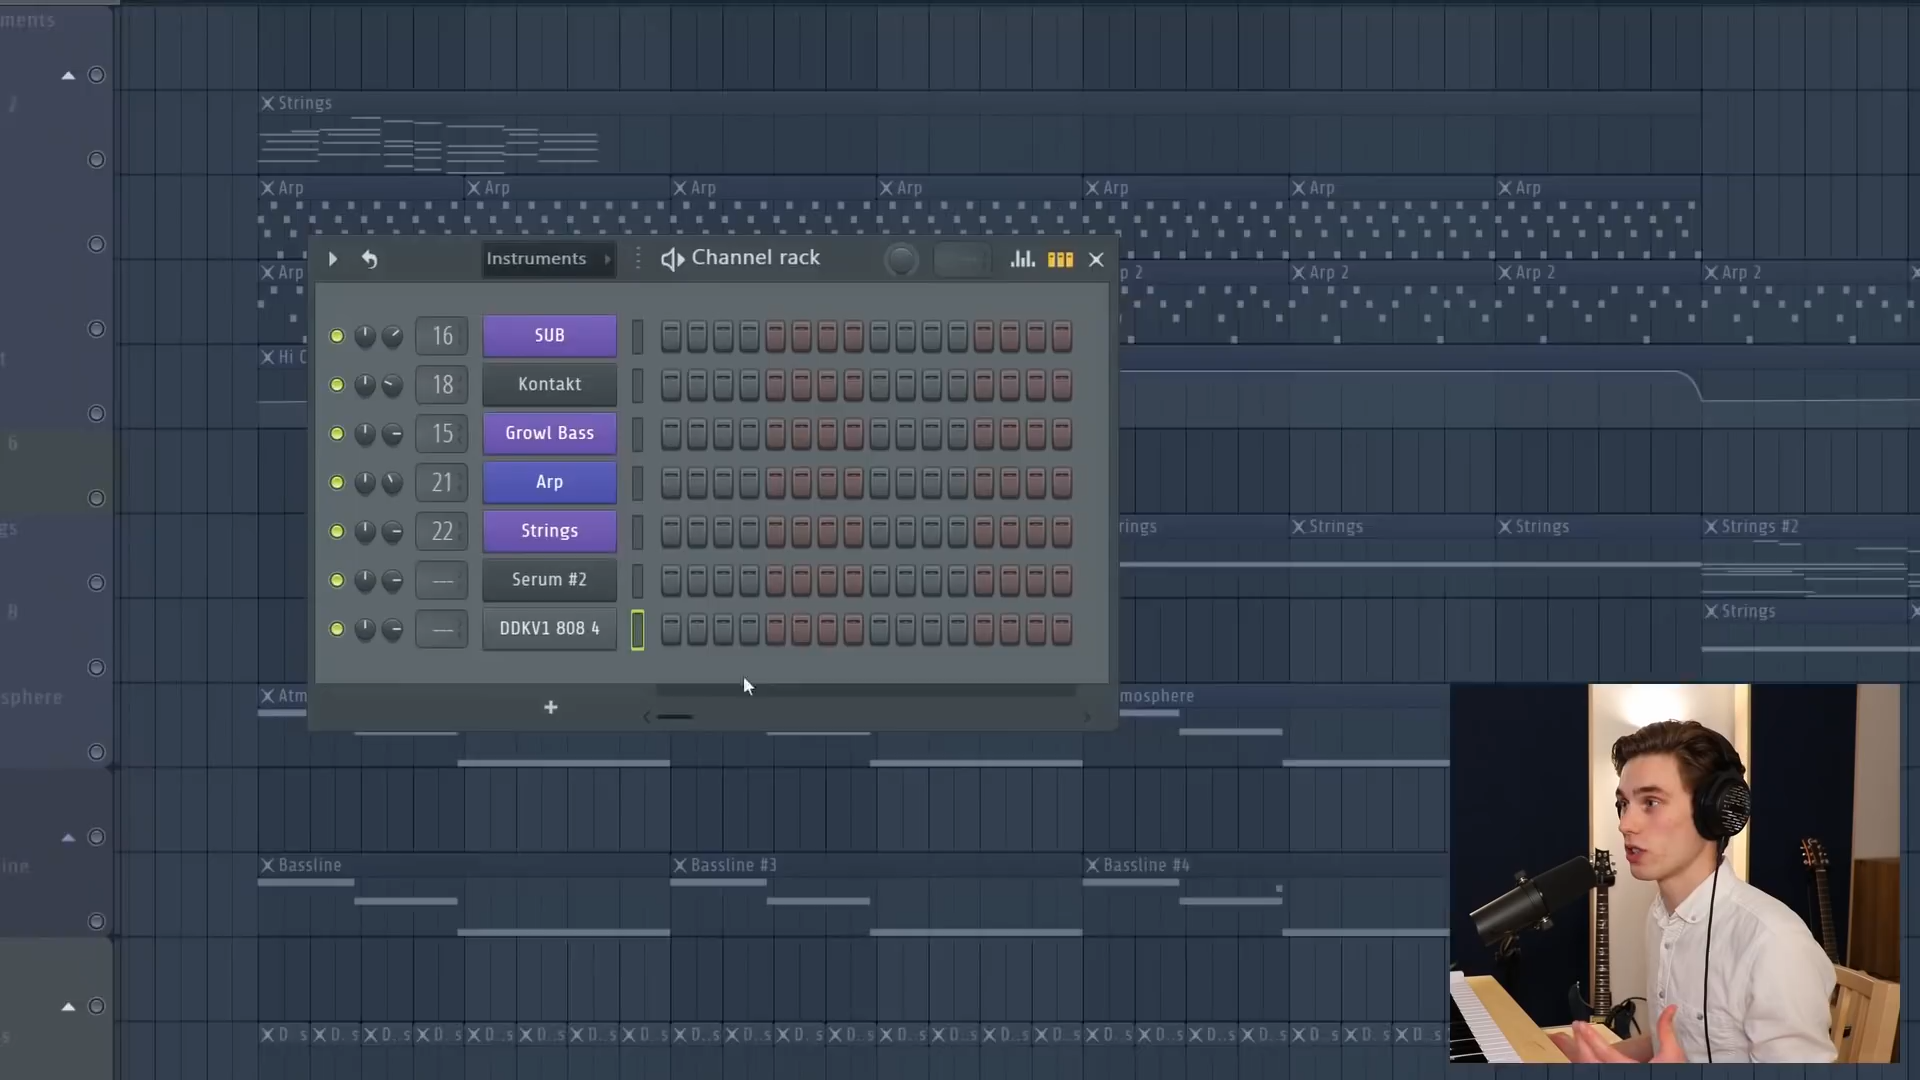 ments
Strings
Arp Arp Arp Arp Arp Arp Arp
Arp
p 2 Arp 2 Arp 2 Arp 2
Instruments Channel rack
16 SUB
Hi C
18 Kontakt
15 Growl Bass
6
21 Arp
22 Strings
gs
rings Strings Strings Strings #2
--- Serum #2
8
Strings
--- DDKV1 808 4
sphere
Atm
mosphere
+
ine
Bassline Bassline #3 Bassline #4
s
D..s D..s D..s D..s D..s D..s D..s D..s D..s D..s D..s D..s D..s D..s D..s D..s D..s D..s D..s D..s D..s D..s D..s